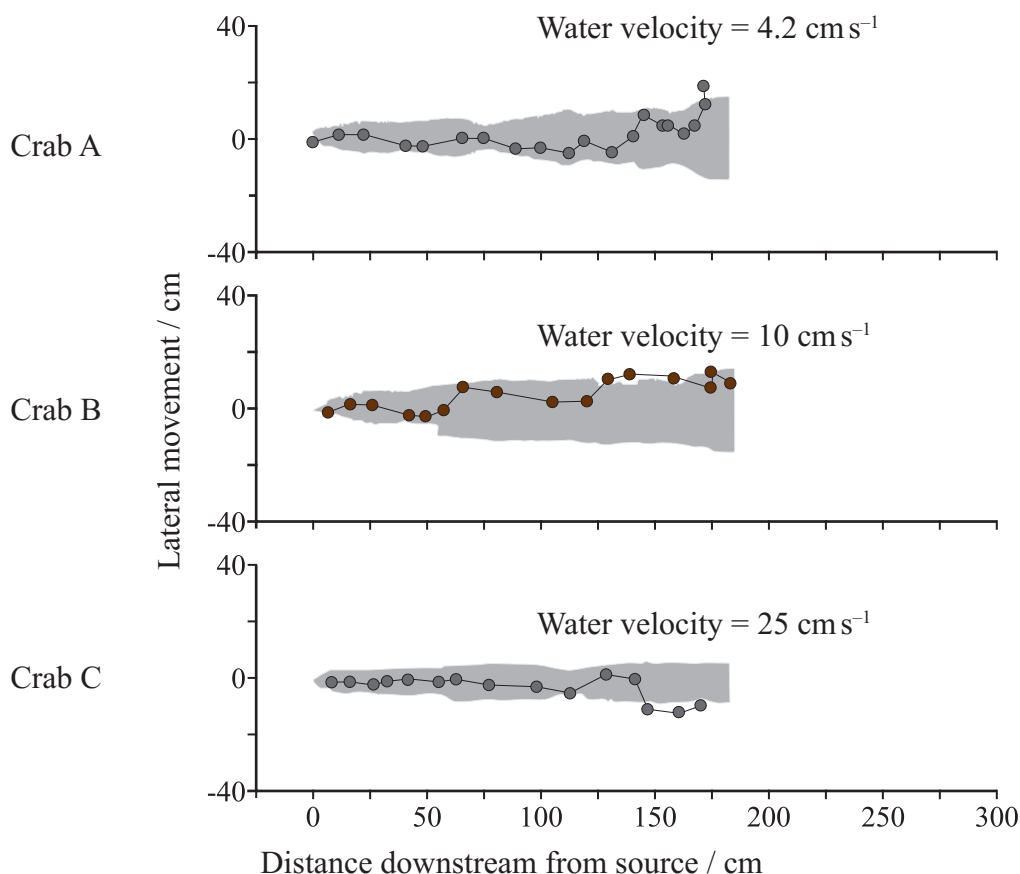 Water velocity = 4.2 cm s⁻¹
40
Crab A
0
-40
Water velocity = 10 cm s⁻¹
40
Crab B
0
-40
Lateral movement / cm
Water velocity = 25 cm s⁻¹
40
Crab C
0
-40
0 50 100 150 200 250 300
Distance downstream from source / cm